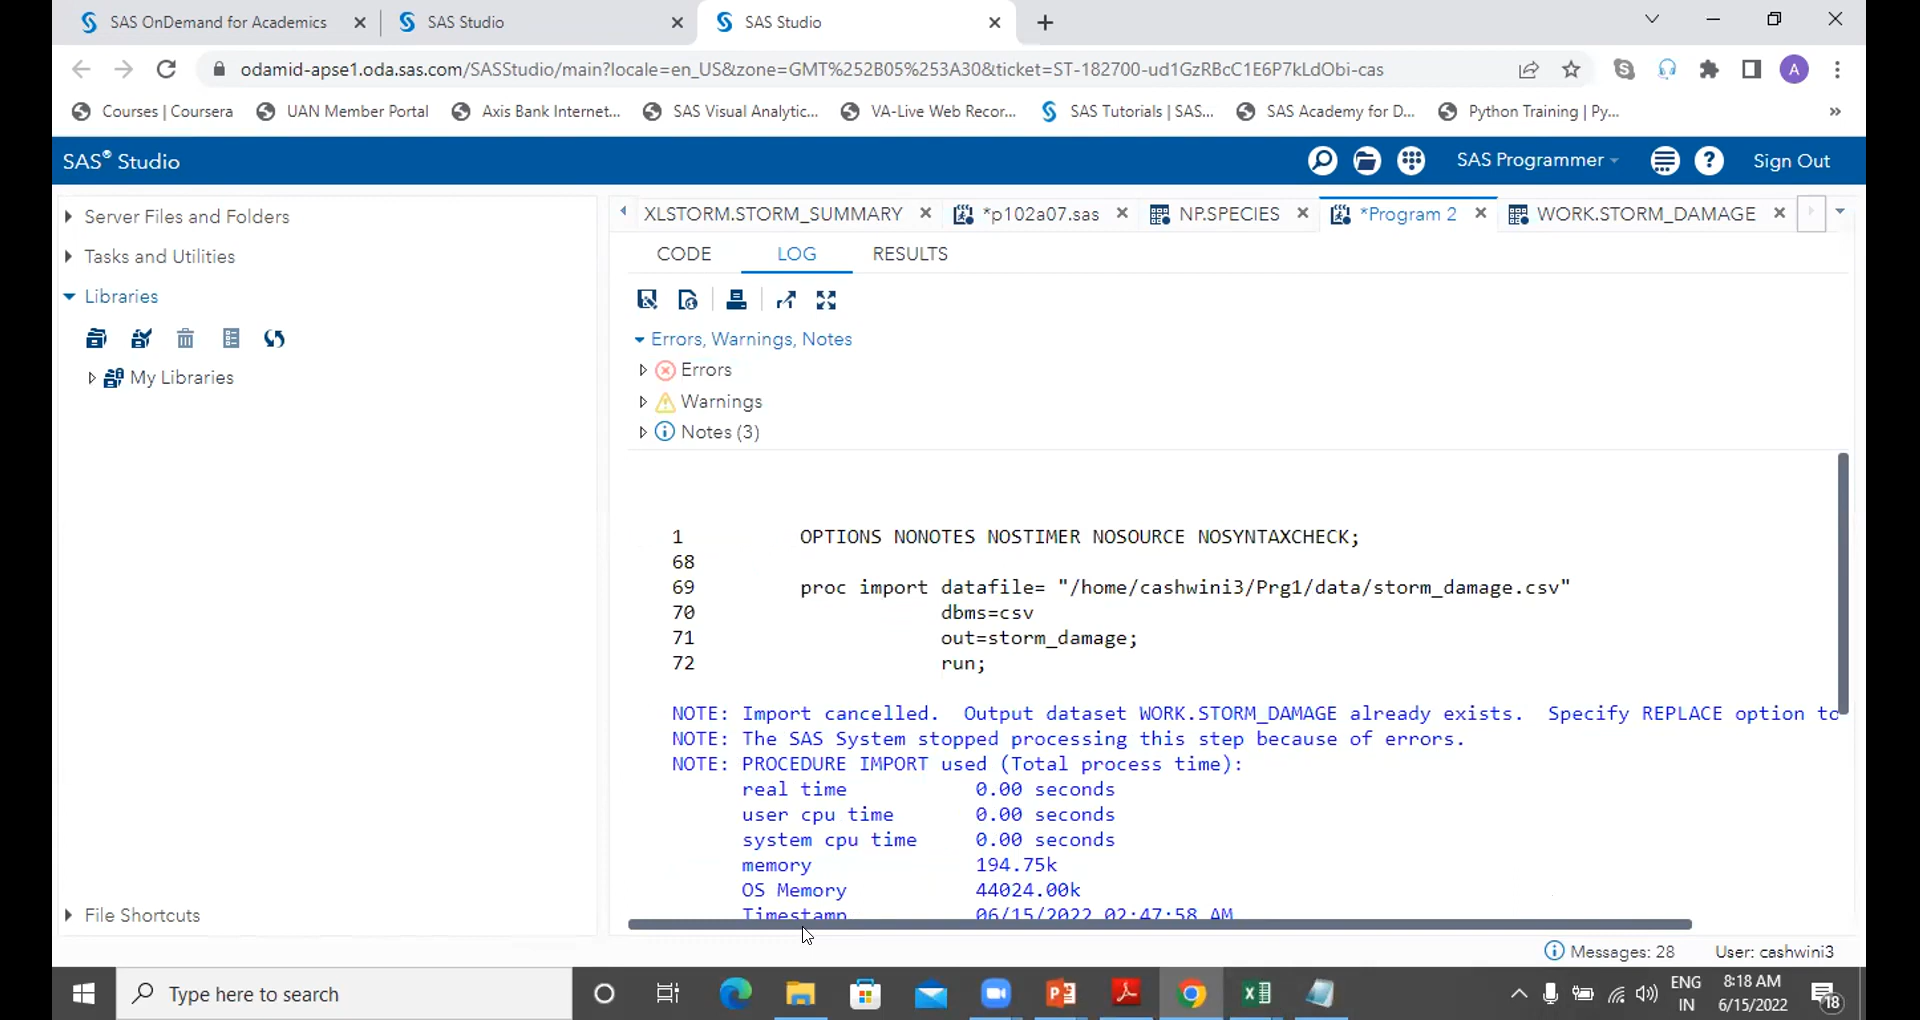 SAS OnDemand for Academics
SAS Studio
SAS Studio
odamid-apse1.oda.sas.com/SASStudio/main?locale=en_US&zone=GMT%252B05%253A30&ticket=ST-182700-ud1GzRBcC1E6P7kLdObi-cas
A
Courses | Coursera
UAN Member Portal
Axis Bank Internet...
SAS Visual Analytic...
VA-Live Web Recor...
SAS Tutorials | SAS...
SAS Academy for D...
Python Training | Py...
SAS® Studio
SAS Programmer
Sign Out
Server Files and Folders
Tasks and Utilities
Libraries
My Libraries
File Shortcuts
XLSTORM.STORM_SUMMARY
*p102a07.sas
NP.SPECIES
*Program 2
WORK.STORM_DAMAGE
CODE
LOG
RESULTS
Errors, Warnings, Notes
Errors
Warnings
Notes (3)
1 OPTIONS NONOTES NOSTIMER NOSOURCE NOSYNTAXCHECK;
68
69 proc import datafile= "/home/cashwini3/Prg1/data/storm_damage.csv"
70 dbms=csv
71 out=storm_damage;
72 run;
NOTE: Import cancelled. Output dataset WORK.STORM_DAMAGE already exists. Specify REPLACE option to
NOTE: The SAS System stopped processing this step because of errors.
NOTE: PROCEDURE IMPORT used (Total process time):
real time 0.00 seconds
user cpu time 0.00 seconds
system cpu time 0.00 seconds
memory 194.75k
OS Memory 44024.00k
Timestamp 06/15/2022 02:47:58 AM
Messages: 28
User: cashwini3
Type here to search
ENG
IN
8:18 AM
6/15/2022
18